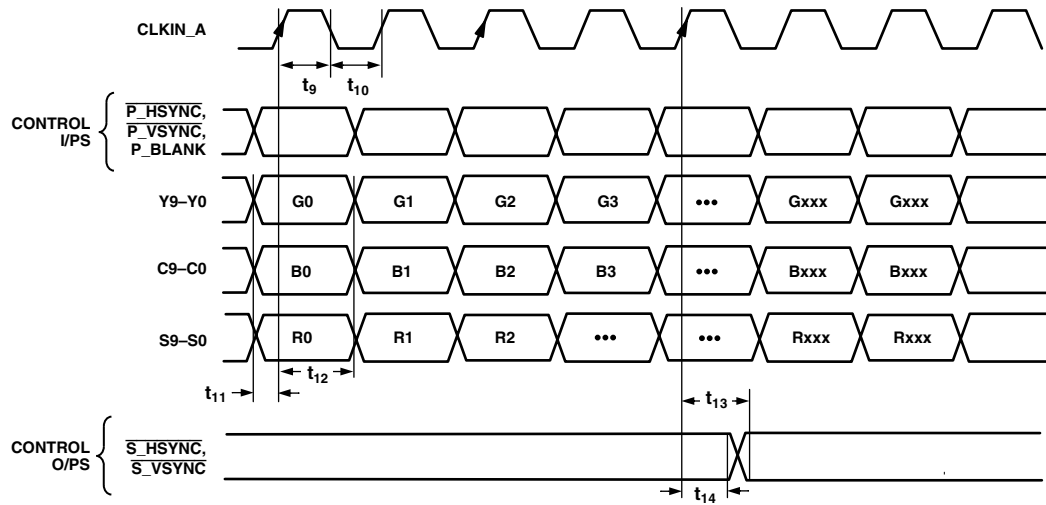 CLKIN_A
t9
t10
CONTROL
I/PS
P_HSYNC,
P_VSYNC,
P_BLANK
Y9–Y0
G0 G1 G2 G3 ••• Gxxx Gxxx
C9–C0
B0 B1 B2 B3 ••• Bxxx Bxxx
S9–S0
R0 R1 R2 ••• ••• Rxxx Rxxx
t12
t11
t13
CONTROL
O/PS
S_HSYNC,
S_VSYNC
t14